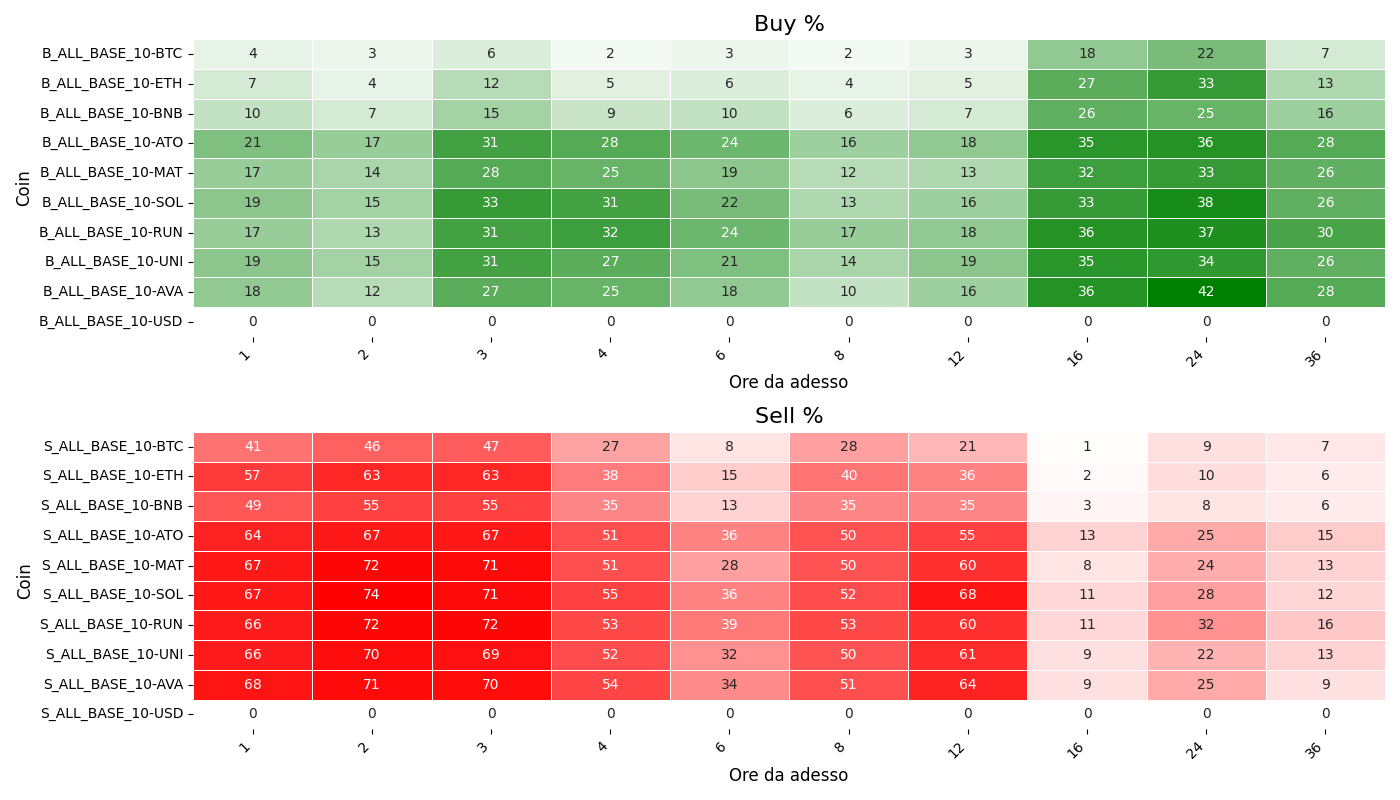 Buy %
Coin
B_ALL_BASE_10-BTC 4 3 6 2 3 2 3 18 22 7
B_ALL_BASE_10-ETH 7 4 12 5 6 4 5 27 33 13
B_ALL_BASE_10-BNB 10 7 15 9 10 6 7 26 25 16
B_ALL_BASE_10-ATO 21 17 31 28 24 16 18 35 36 28
B_ALL_BASE_10-MAT 17 14 28 25 19 12 13 32 33 26
B_ALL_BASE_10-SOL 19 15 33 31 22 13 16 33 38 26
B_ALL_BASE_10-RUN 17 13 31 32 24 17 18 36 37 30
B_ALL_BASE_10-UNI 19 15 31 27 21 14 19 35 34 26
B_ALL_BASE_10-AVA 18 12 27 25 18 10 16 36 42 28
B_ALL_BASE_10-USD 0 0 0 0 0 0 0 0 0 0
1 2 3 4 6 8 12 16 24 36
Ore da adesso
Sell %
Coin
S_ALL_BASE_10-BTC 41 46 47 27 8 28 21 1 9 7
S_ALL_BASE_10-ETH 57 63 63 38 15 40 36 2 10 6
S_ALL_BASE_10-BNB 49 55 55 35 13 35 35 3 8 6
S_ALL_BASE_10-ATO 64 67 67 51 36 50 55 13 25 15
S_ALL_BASE_10-MAT 67 72 71 51 28 50 60 8 24 13
S_ALL_BASE_10-SOL 67 74 71 55 36 52 68 11 28 12
S_ALL_BASE_10-RUN 66 72 72 53 39 53 60 11 32 16
S_ALL_BASE_10-UNI 66 70 69 52 32 50 61 9 22 13
S_ALL_BASE_10-AVA 68 71 70 54 34 51 64 9 25 9
S_ALL_BASE_10-USD 0 0 0 0 0 0 0 0 0 0
1 2 3 4 6 8 12 16 24 36
Ore da adesso